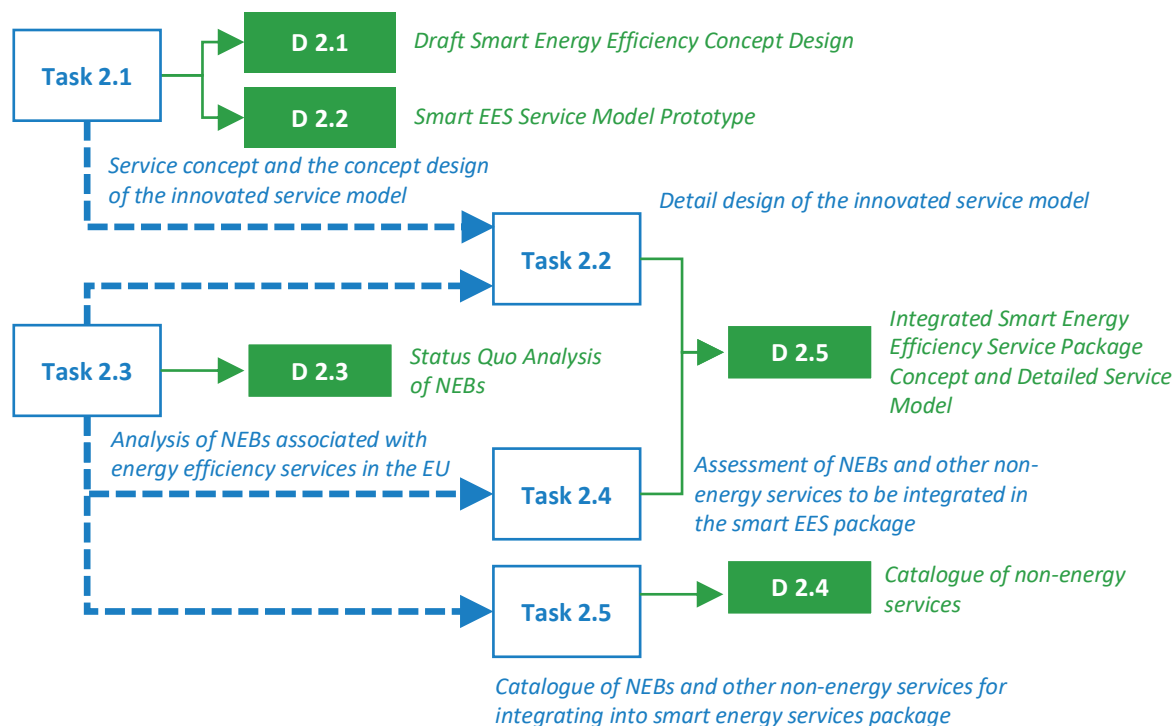 D 2.1
Draft Smart Energy Efficiency Concept Design
Task 2.1
D 2.2
Smart EES Service Model Prototype
Service concept and the concept design
of the innovated service model
Detail design of the innovated service model
Task 2.2
Integrated Smart Energy
Efficiency Service Package
Concept and Detailed Service
Model
D 2.5
Task 2.3
D 2.3
Status Quo Analysis
of NEBs
Analysis of NEBs associated with
energy efficiency services in the EU
Task 2.4
Assessment of NEBs and other non-
energy services to be integrated in
the smart EES package
Task 2.5
D 2.4
Catalogue of non-energy
services
Catalogue of NEBs and other non-energy services for
integrating into smart energy services package